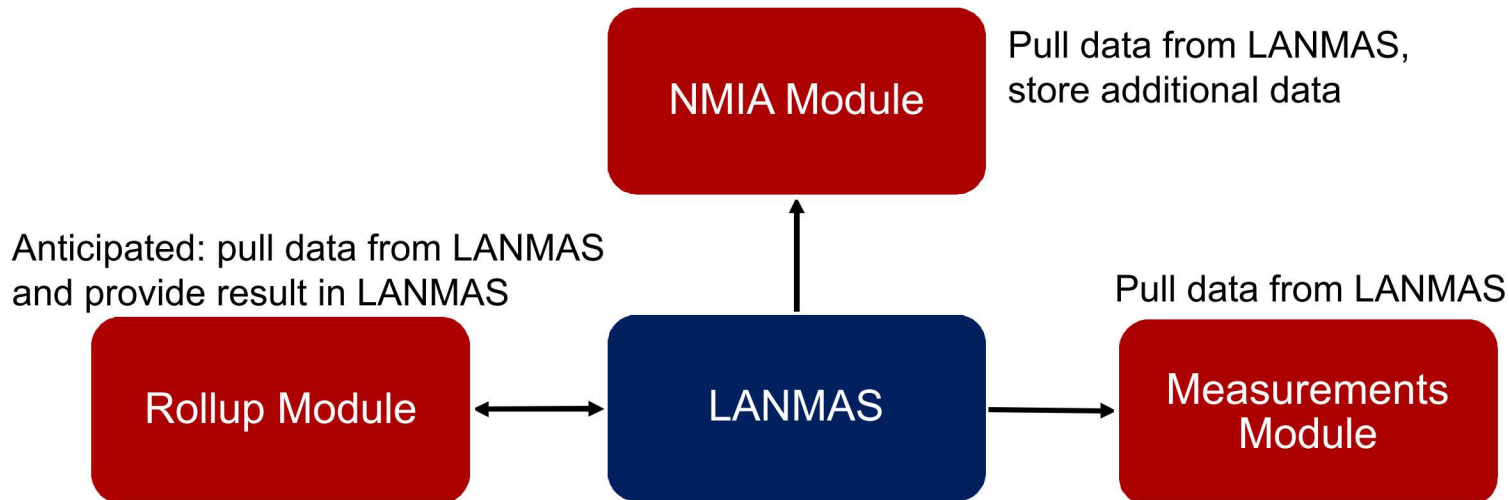 NMIA Module
Pull data from LANMAS,
store additional data
Anticipated: pull data from LANMAS
and provide result in LANMAS
Rollup Module
LANMAS
Pull data from LANMAS
Measurements
Module